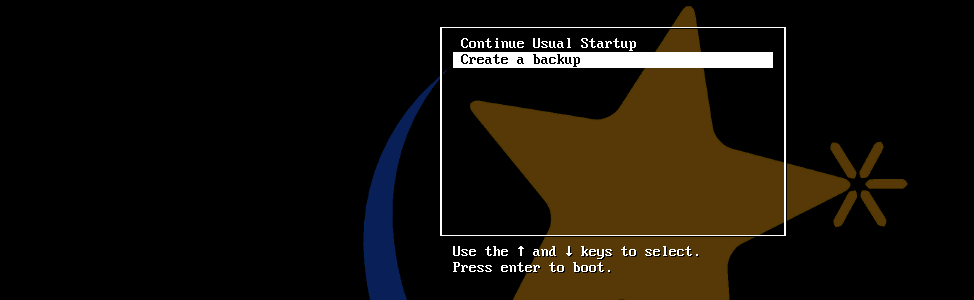 Continue Usual Startup
Create a backup
Use the ↑ and ↓ keys to select.
Press enter to boot.